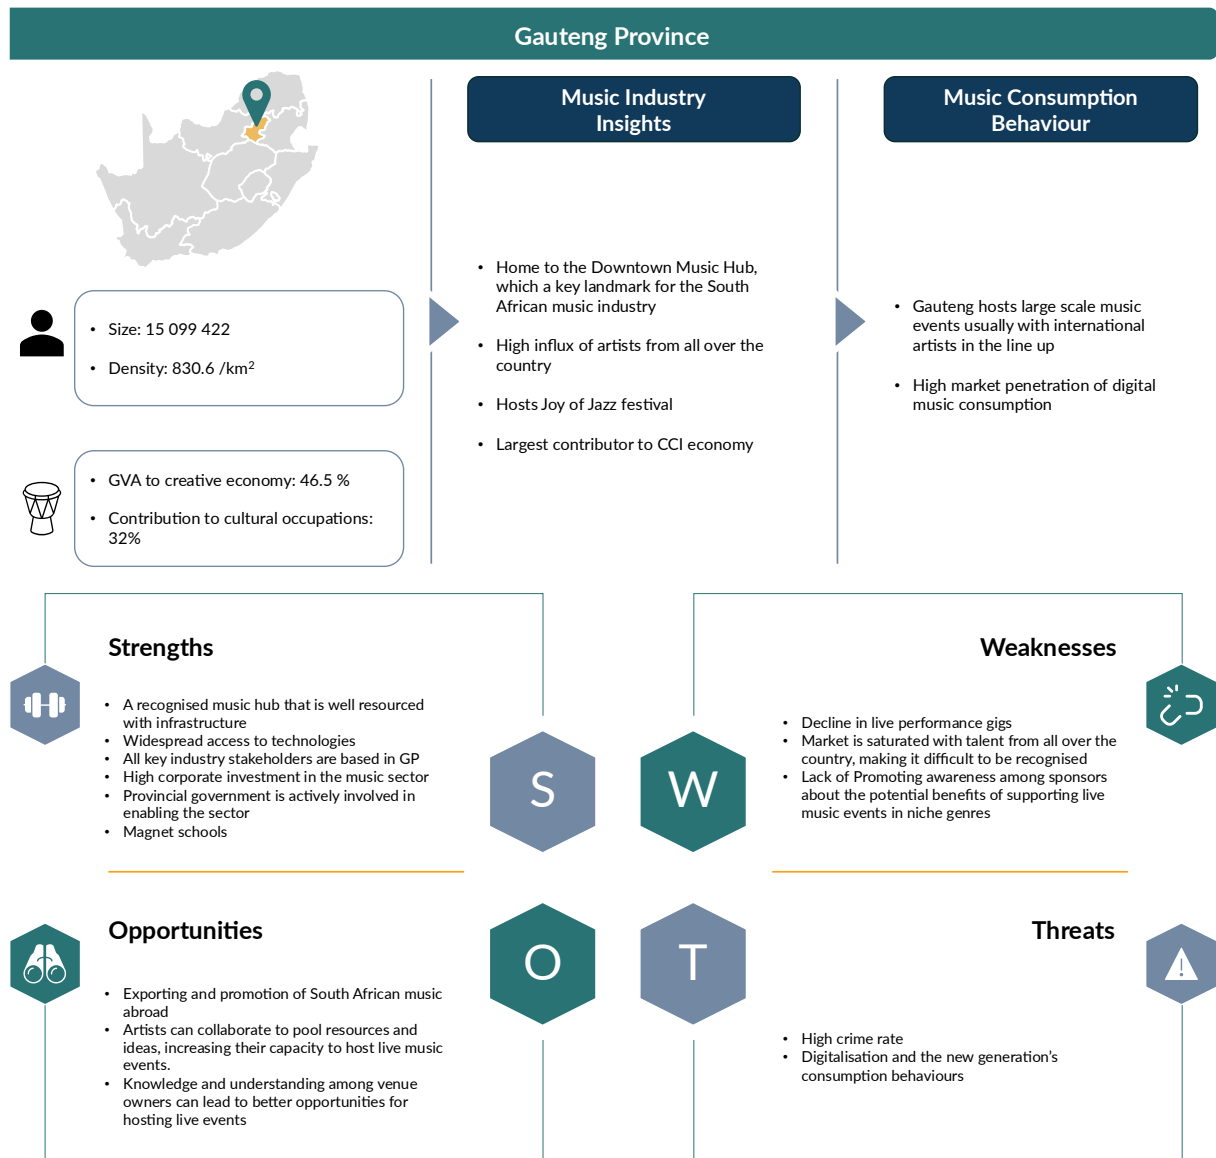 Gauteng Province
Music Industry
Insights
Music Consumption
Behaviour
• Size: 15 099 422
• Density: 830.6 /km²
• GVA to creative economy: 46.5 %
• Contribution to cultural occupations:
32%
• Home to the Downtown Music Hub,
which a key landmark for the South
African music industry
• High influx of artists from all over the
country
• Hosts Joy of Jazz festival
• Largest contributor to CCI economy
• Gauteng hosts large scale music
events usually with international
artists in the line up
• High market penetration of digital
music consumption
Strengths
• A recognised music hub that is well resourced
with infrastructure
• Widespread access to technologies
• All key industry stakeholders are based in GP
• High corporate investment in the music sector
• Provincial government is actively involved in
enabling the sector
• Magnet schools
S
W
Weaknesses
• Decline in live performance gigs
• Market is saturated with talent from all over the
country, making it difficult to be recognised
• Lack of Promoting awareness among sponsors
about the potential benefits of supporting live
music events in niche genres
Opportunities
• Exporting and promotion of South African music
abroad
• Artists can collaborate to pool resources and
ideas, increasing their capacity to host live music
events.
• Knowledge and understanding among venue
owners can lead to better opportunities for
hosting live events
O
T
Threats
• High crime rate
• Digitalisation and the new generation's
consumption behaviours